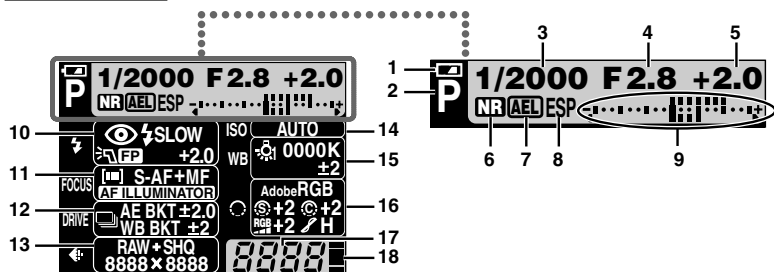 3 4 5
1/2000 F2.8 +2.0
P NR AEL ESP - +
1 1/2000 F2.8 +2.0
2 P NR AEL ESP - +
6 7 8 9
10 SLOW FP +2.0
ISO AUTO 14
WB 1 0000K ±2 15
11 FOCUS S-AF+MF
AF ILLUMINATOR
AdobeRGB 16
S+2 C+2
RGB+2 H
12 DRIVE AE BKT ±2.0
WB BKT ±2
13 RAW+SHQ
8888×8888
8888 17
18